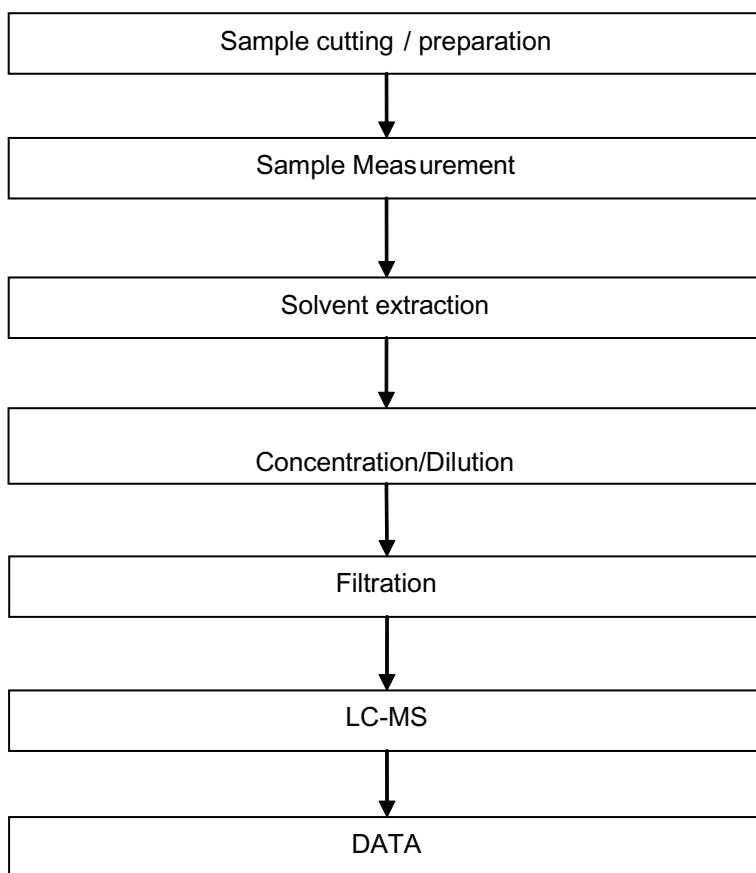 Sample cutting / preparation
Sample Measurement
Solvent extraction
Concentration/Dilution
Filtration
LC-MS
DATA